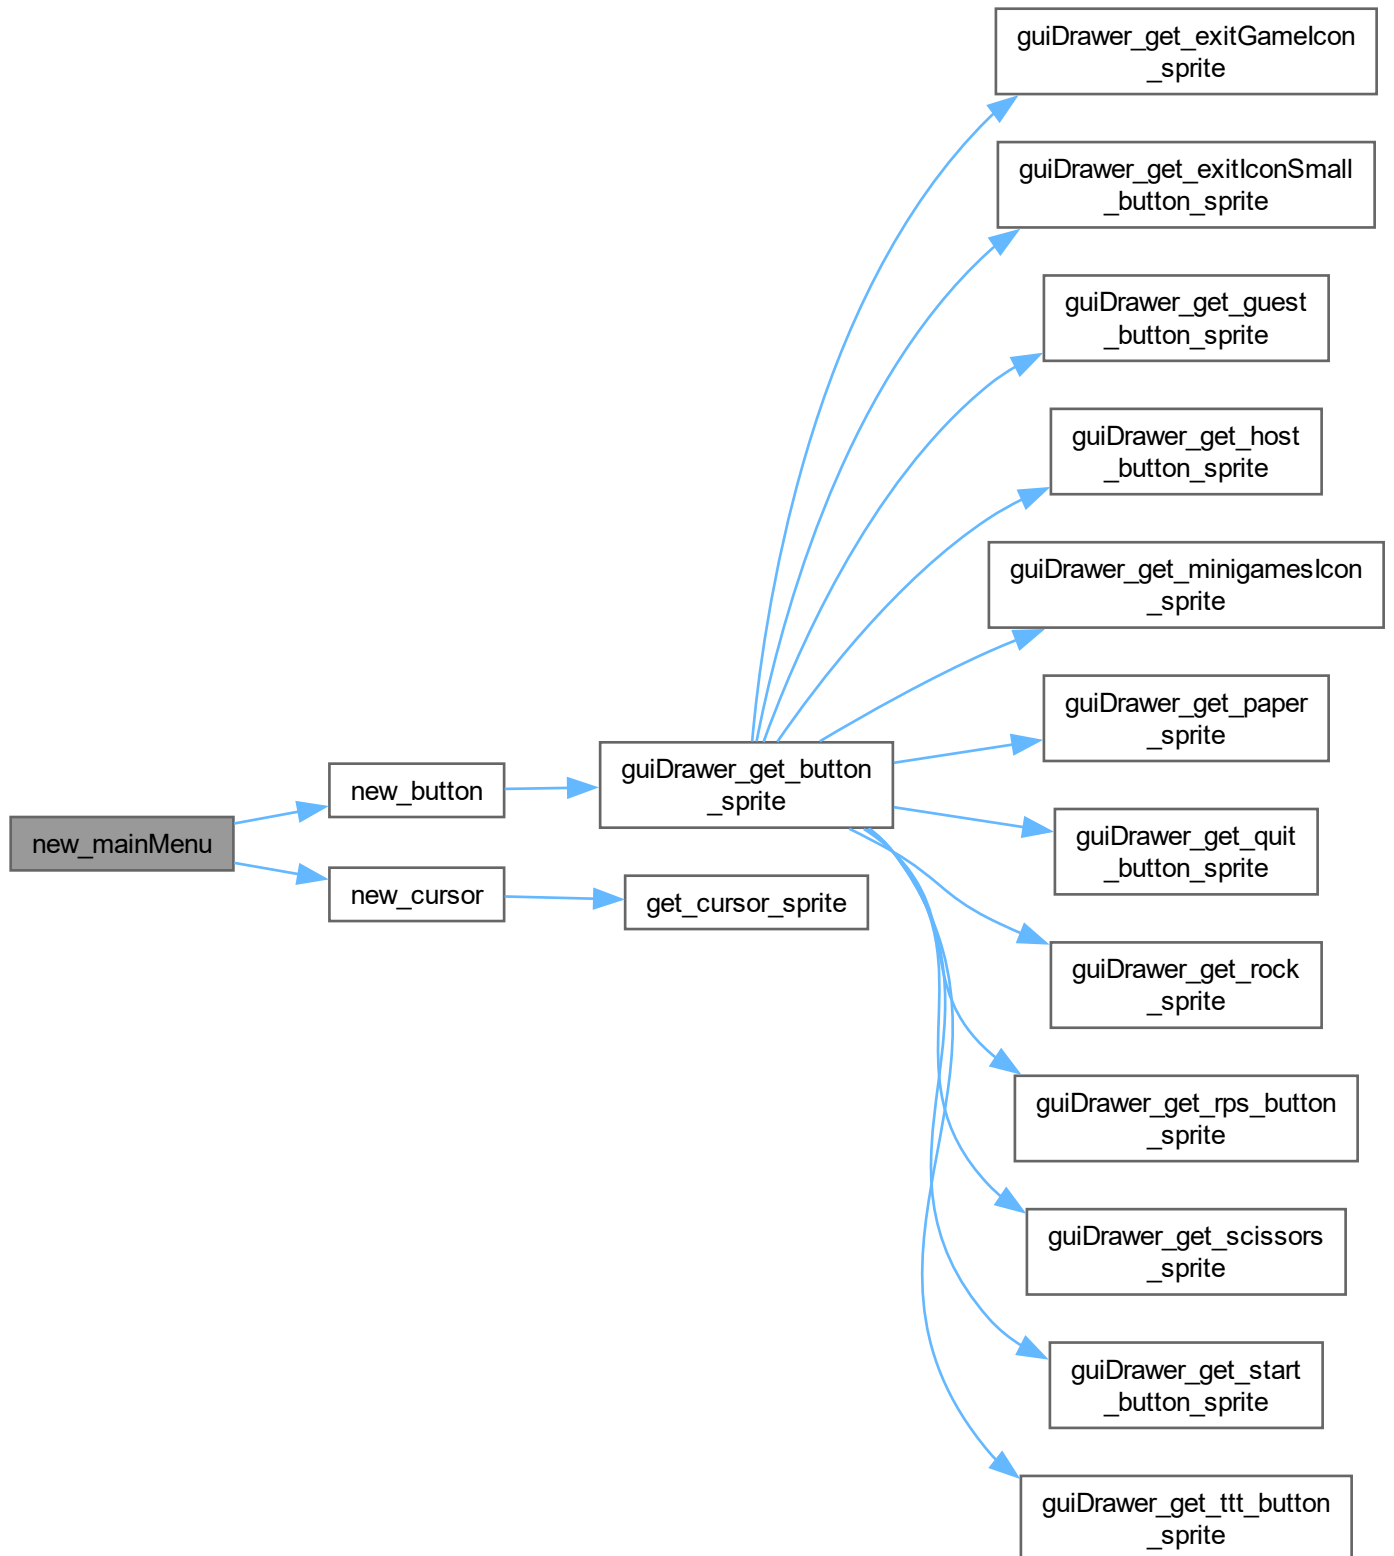 new_mainMenu
new_button
new_cursor
guiDrawer_get_button
_sprite
get_cursor_sprite
guiDrawer_get_exitGameIcon
_sprite
guiDrawer_get_exitIconSmall
_button_sprite
guiDrawer_get_guest
_button_sprite
guiDrawer_get_host
_button_sprite
guiDrawer_get_minigamesIcon
_sprite
guiDrawer_get_paper
_sprite
guiDrawer_get_quit
_button_sprite
guiDrawer_get_rock
_sprite
guiDrawer_get_rps_button
_sprite
guiDrawer_get_scissors
_sprite
guiDrawer_get_start
_button_sprite
guiDrawer_get_ttt_button
_sprite